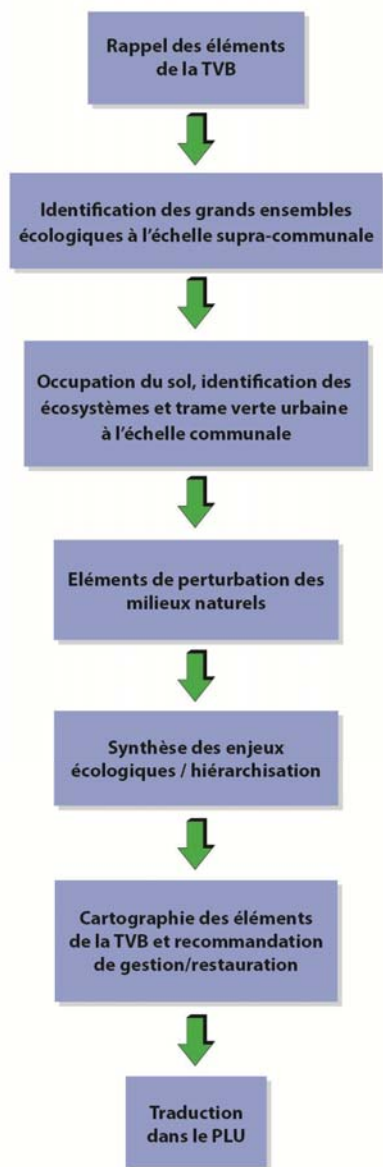 Rappel des éléments
de la TVB
Identification des grands ensembles
écologiques à l'échelle supra-communale
Occupation du sol, identification des
écosystèmes et trame verte urbaine
à l'échelle communale
Eléments de perturbation des
milieux naturels
Synthèse des enjeux
écologiques / hiérarchisation
Cartographie des éléments
de la TVB et recommandation
de gestion/restauration
Traduction
dans le PLU